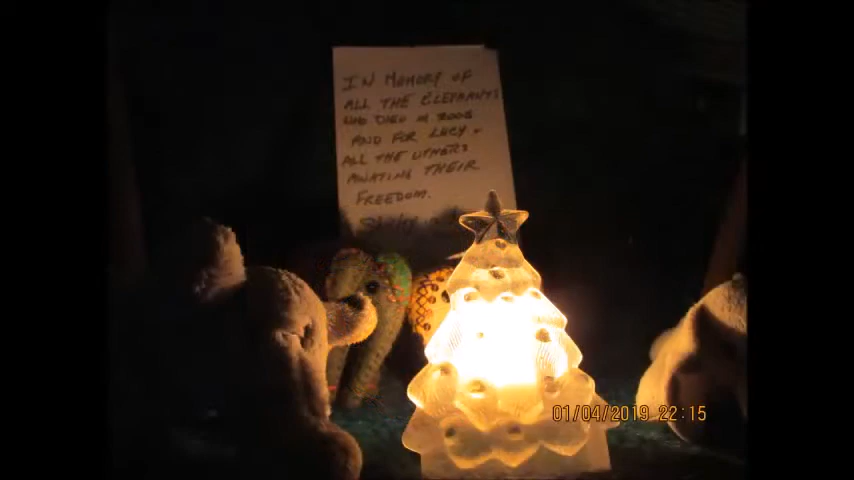 IN MEMORY OF
ALL THE ELEPHANTS
WHO DIED IN
AND FOR LUCY +
ALL THE OTHERS
AWAITING THEIR
FREEDOM.
01/04/2019 22:15